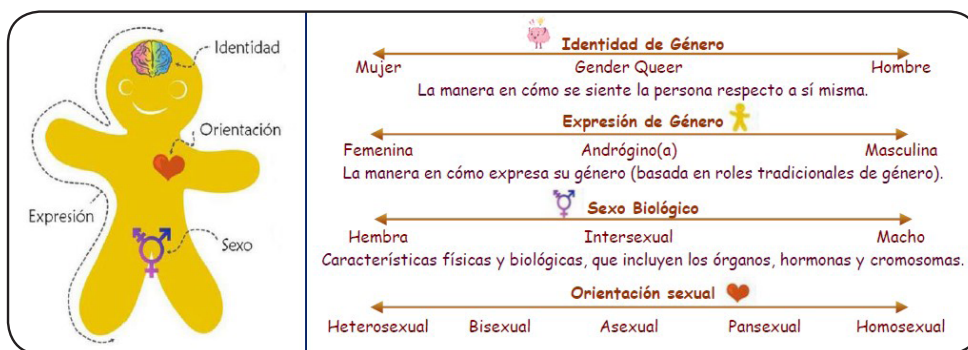 Identidad
Orientación
Expresión
Sexo
Identidad de Género
Mujer Gender Queer Hombre
La manera en cómo se siente la persona respecto a sí misma.
Expresión de Género
Femenina Andrógino(a) Masculina
La manera en cómo expresa su género (basada en roles tradicionales de género).
Sexo Biológico
Hembra Intersexual Macho
Características físicas y biológicas, que incluyen los órganos, hormonas y cromosomas.
Orientación sexual
Heterosexual Bisexual Asexual Pansexual Homosexual